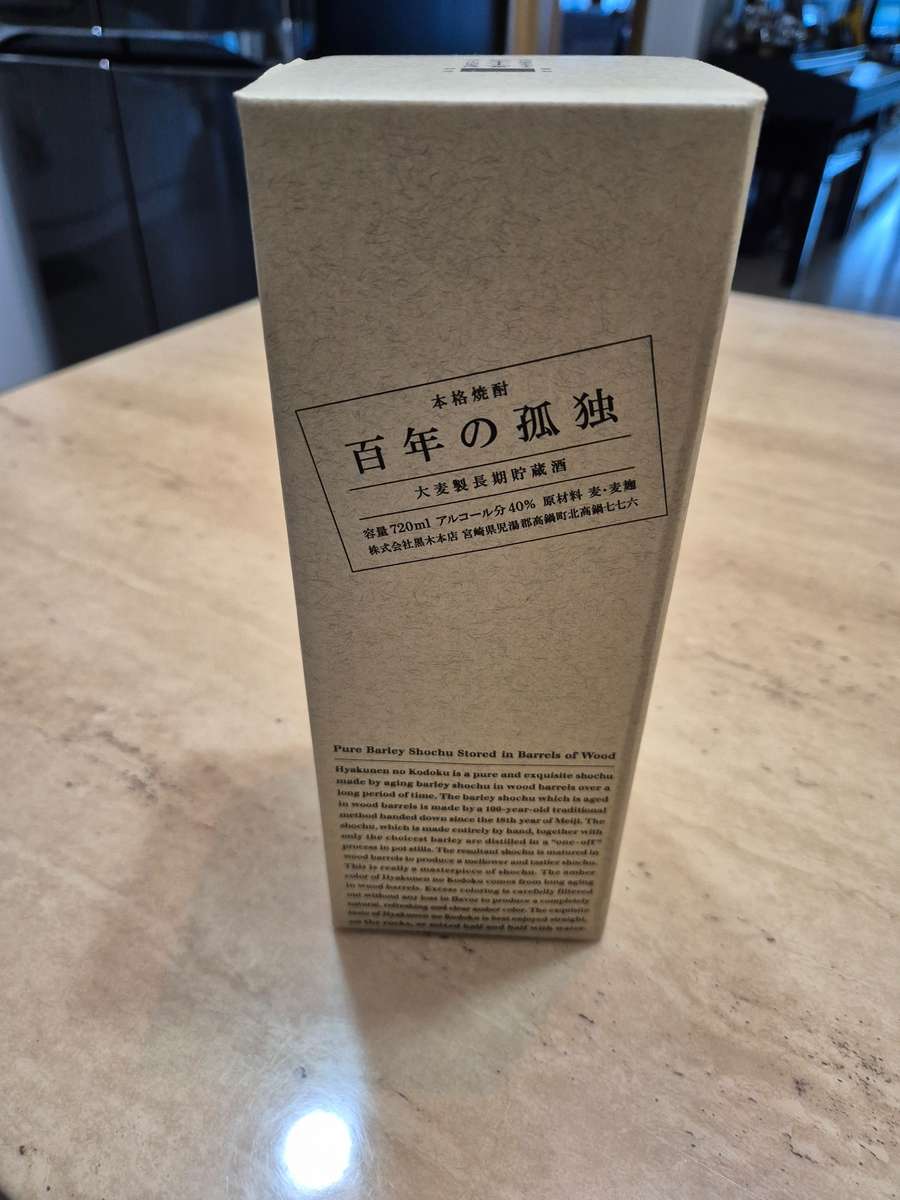 本格焼酎
百年の孤独
大麦製長期貯蔵酒
容量720ml アルコール分40% 原材料 麦・麦麹
株式会社黒木本店 宮崎県児湯郡高鍋町北高鍋七七六
Pure Barley Shochu Stored in Barrels of Wood
Hyakunen no Kodoku is a pure and exquisite shochu
made by aging barley shochu in wood barrels over a
long period of time. The barley shochu which is aged
in wood barrels is made by a 100-year-old traditional
method handed down since the 18th year of Meiji. The
shochu, which is made entirely by hand, together with
only the choicest barley are distilled in a "one-off"
process in pot stills. The resultant shochu is matured in
wood barrels to produce a mellower and tastier shochu.
This is really a masterpiece of shochu. The amber
color of Hyakunen no Kodoku comes from long aging
in wood barrels. Excess coloring is carefully filtered
out without any loss in flavor to produce a completely
natural, refreshing and clear amber color. The exquisite
taste of Hyakunen no Kodoku is best enjoyed straight,
on the rocks, or mixed half and half with water.